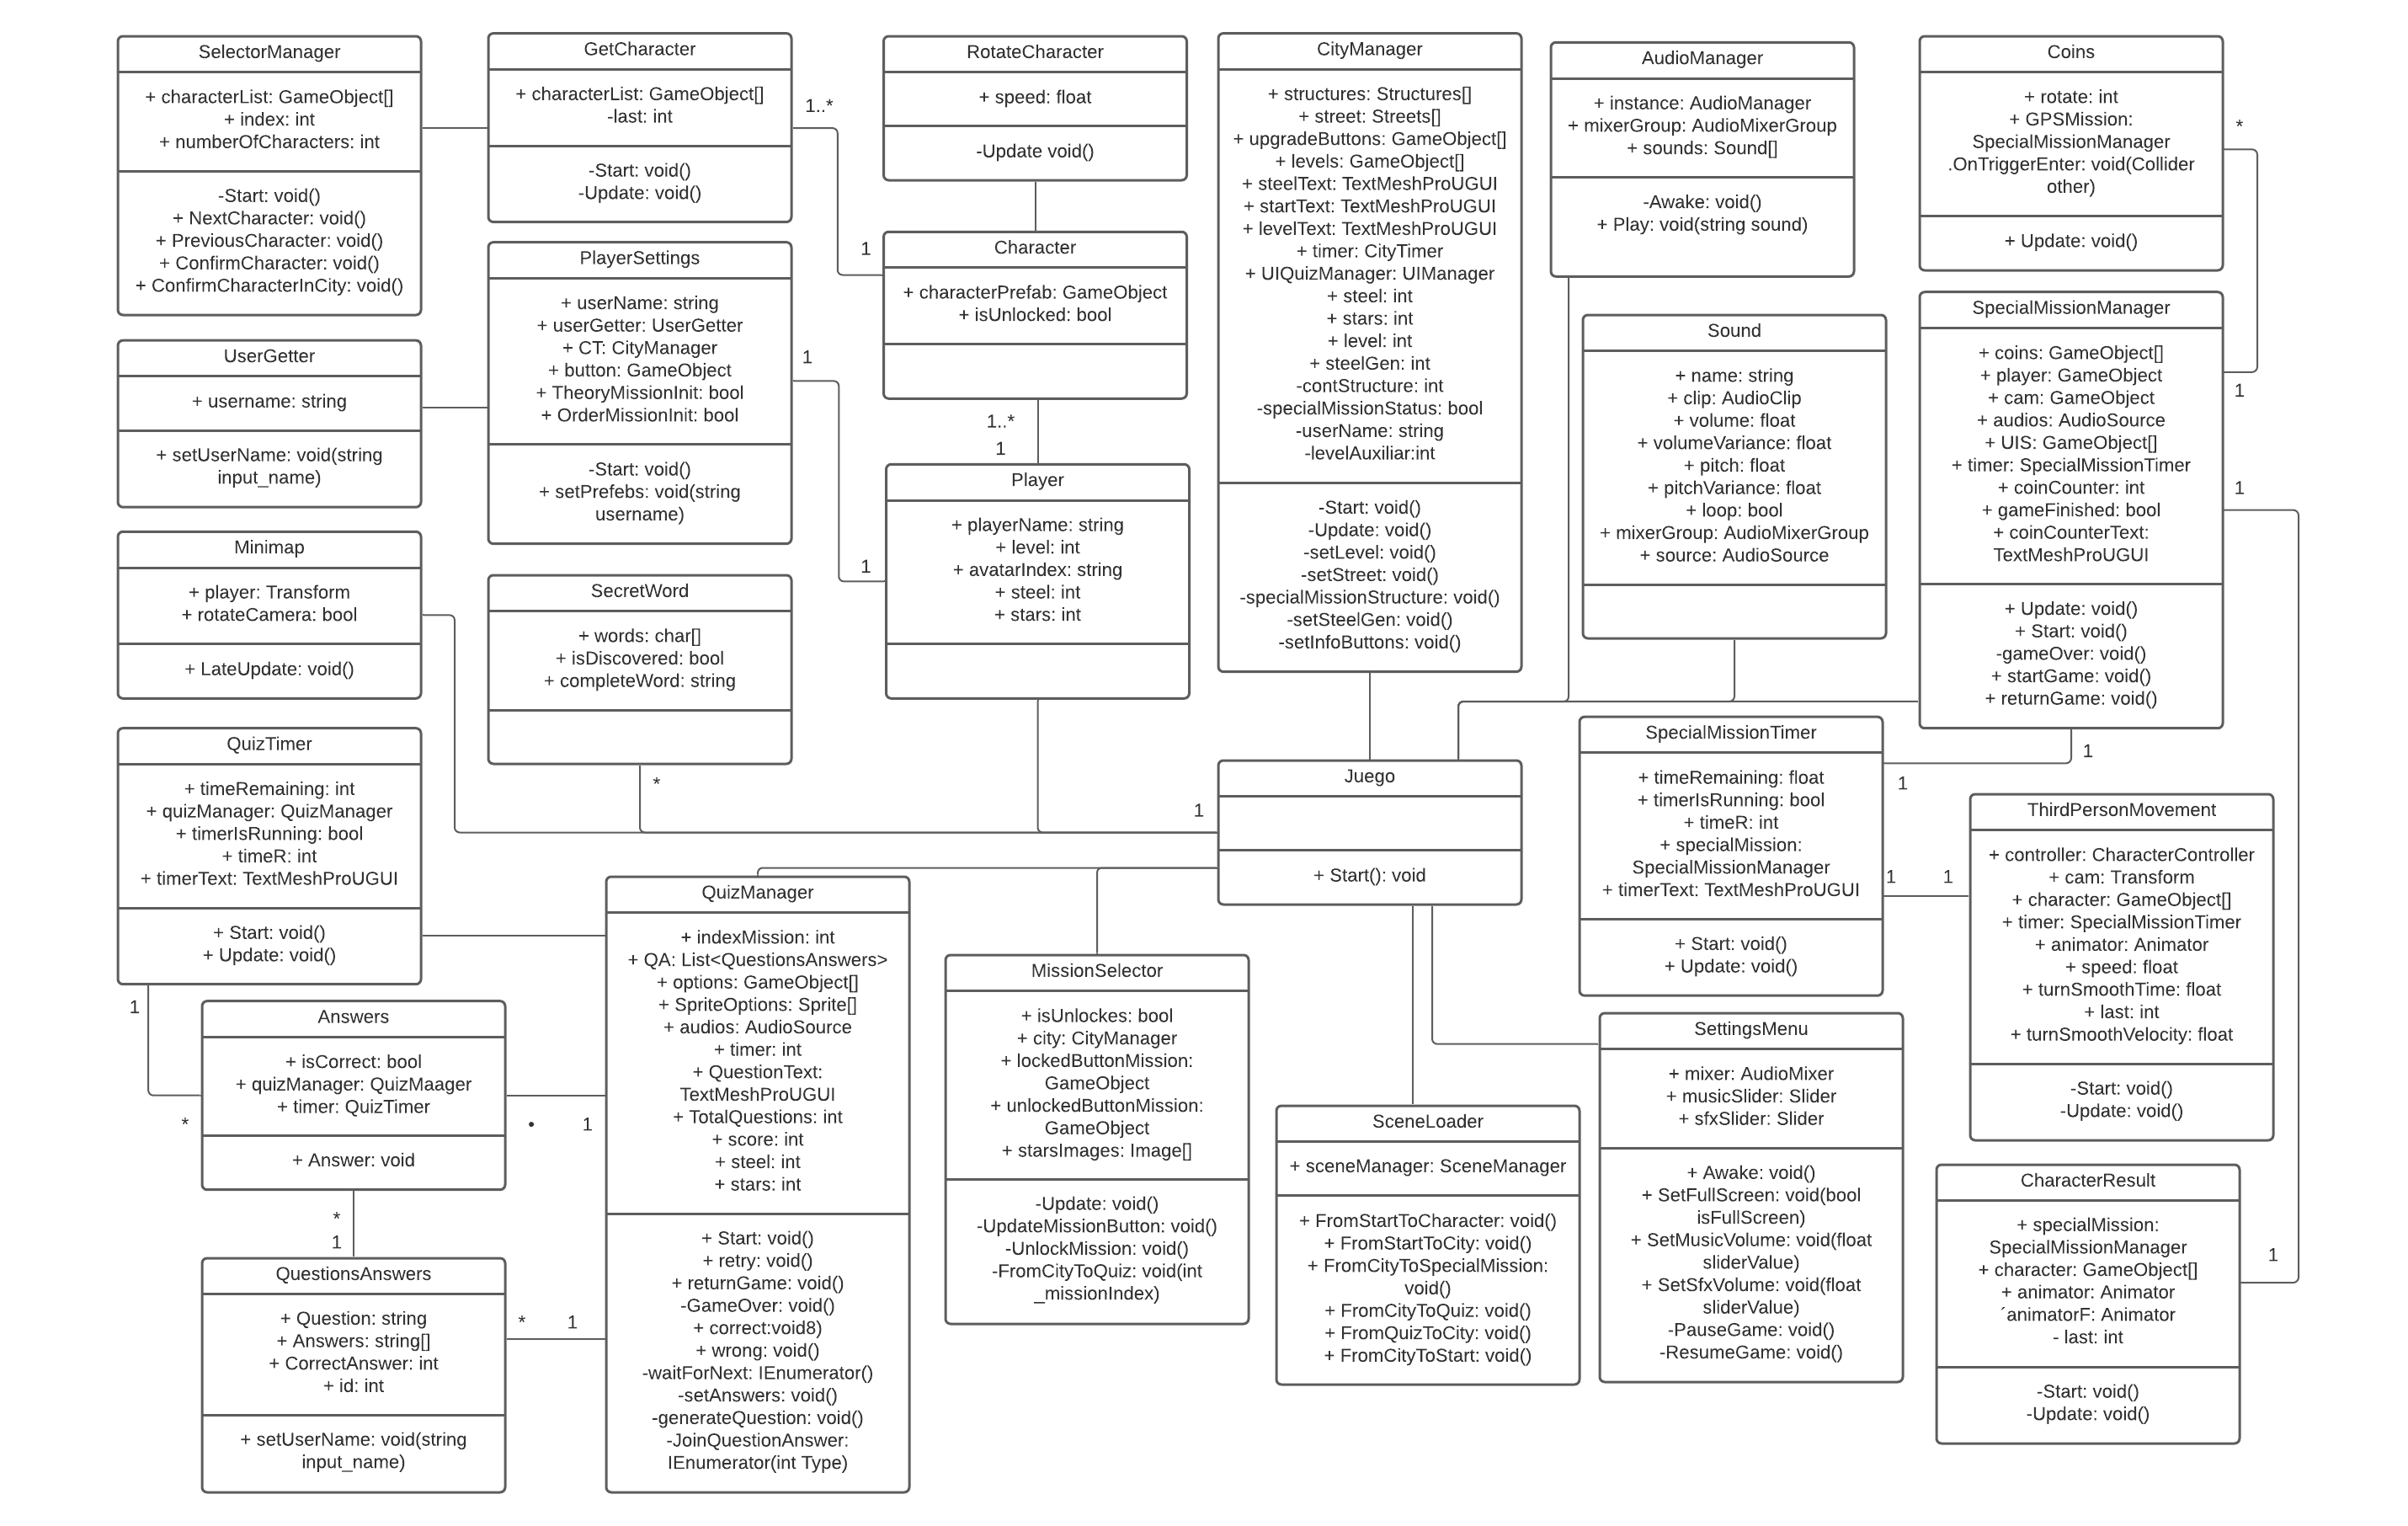 SelectorManager
+ characterList: GameObject[]
+ index: int
+ numberOfCharacters: int
-Start: void()
+ NextCharacter: void()
+ PreviousCharacter: void()
+ ConfirmCharacter: void()
+ ConfirmCharacterInCity: void()
GetCharacter
+ characterList: GameObject[]
-last: int
-Start: void()
-Update: void()
1..*
1
RotateCharacter
+ speed: float
-Update void()
Character
+ characterPrefab: GameObject
+ isUnlocked: bool
1..*
1
CityManager
+ structures: Structures[]
+ street: Streets[]
+ upgradeButtons: GameObject[]
+ levels: GameObject[]
+ steelText: TextMeshProUGUI
+ startText: TextMeshProUGUI
+ levelText: TextMeshProUGUI
+ timer: CityTimer
+ UIQuizManager: UIManager
+ steel: int
+ stars: int
+ level: int
+ steelGen: int
-contStructure: int
-specialMissionStatus: bool
-userName: string
-levelAuxiliar:int
-Start: void()
-Update: void()
-setLevel: void()
-setStreet: void()
-specialMissionStructure: void()
-setSteelGen: void()
-setInfoButtons: void()
AudioManager
+ instance: AudioManager
+ mixerGroup: AudioMixerGroup
+ sounds: Sound[]
-Awake: void()
+ Play: void(string sound)
Coins
+ rotate: int
+ GPSMission:
SpecialMissionManager
.OnTriggerEnter: void(Collider
other)
+ Update: void()
*
1
UserGetter
+ username: string
+ setUserName: void(string
input_name)
PlayerSettings
+ userName: string
+ userGetter: UserGetter
+ CT: CityManager
+ button: GameObject
+ TheoryMissionInit: bool
+ OrderMissionInit: bool
-Start: void()
+ setPrefebs: void(string
username)
1
1
Player
+ playerName: string
+ level: int
+ avatarIndex: string
+ steel: int
+ stars: int
Sound
+ name: string
+ clip: AudioClip
+ volume: float
+ volumeVariance: float
+ pitch: float
+ pitchVariance: float
+ loop: bool
+ mixerGroup: AudioMixerGroup
+ source: AudioSource
SpecialMissionManager
+ coins: GameObject[]
+ player: GameObject
+ cam: GameObject
+ audios: AudioSource
+ UIS: GameObject[]
+ timer: SpecialMissionTimer
+ coinCounter: int
+ gameFinished: bool
+ coinCounterText:
TextMeshProUGUI
+ Update: void()
+ Start: void()
-gameOver: void()
+ startGame: void()
+ returnGame: void()
1
1
1
Minimap
+ player: Transform
+ rotateCamera: bool
+ LateUpdate: void()
SecretWord
+ words: char[]
+ isDiscovered: bool
+ completeWord: string
*
1
Juego
+ Start(): void
SpecialMissionTimer
+ timeRemaining: float
+ timerIsRunning: bool
+ timeR: int
+ specialMission:
SpecialMissionManager
+ timerText: TextMeshProUGUI
+ Start: void()
+ Update: void()
1
1
ThirdPersonMovement
+ controller: CharacterController
+ cam: Transform
+ character: GameObject[]
+ timer: SpecialMissionTimer
+ animator: Animator
+ speed: float
+ turnSmoothTime: float
+ last: int
+ turnSmoothVelocity: float
-Start: void()
-Update: void()
QuizTimer
+ timeRemaining: int
+ quizManager: QuizManager
+ timerIsRunning: bool
+ timeR: int
+ timerText: TextMeshProUGUI
+ Start: void()
+ Update: void()
1
*
Answers
+ isCorrect: bool
+ quizManager: QuizMaager
+ timer: QuizTimer
+ Answer: void
•
1
*
1
QuestionsAnswers
+ Question: string
+ Answers: string[]
+ CorrectAnswer: int
+ id: int
+ setUserName: void(string
input_name)
*
1
QuizManager
+ indexMission: int
+ QA: List<QuestionsAnswers>
+ options: GameObject[]
+ SpriteOptions: Sprite[]
+ audios: AudioSource
+ timer: int
+ QuestionText:
TextMeshProUGUI
+ TotalQuestions: int
+ score: int
+ steel: int
+ stars: int
+ Start: void()
+ retry: void()
+ returnGame: void()
-GameOver: void()
+ correct:void8)
+ wrong: void()
-waitForNext: IEnumerator()
-setAnswers: void()
-generateQuestion: void()
-JoinQuestionAnswer:
IEnumerator(int Type)
MissionSelector
+ isUnlockes: bool
+ city: CityManager
+ lockedButtonMission:
GameObject
+ unlockedButtonMission:
GameObject
+ starsImages: Image[]
-Update: void()
-UpdateMissionButton: void()
-UnlockMission: void()
-FromCityToQuiz: void(int
_missionIndex)
SceneLoader
+ sceneManager: SceneManager
+ FromStartToCharacter: void()
+ FromStartToCity: void()
+ FromCityToSpecialMission:
void()
+ FromCityToQuiz: void()
+ FromQuizToCity: void()
+ FromCityToStart: void()
SettingsMenu
+ mixer: AudioMixer
+ musicSlider: Slider
+ sfxSlider: Slider
+ Awake: void()
+ SetFullScreen: void(bool
isFullScreen)
+ SetMusicVolume: void(float
sliderValue)
+ SetSfxVolume: void(float
sliderValue)
-PauseGame: void()
-ResumeGame: void()
CharacterResult
+ specialMission:
SpecialMissionManager
+ character: GameObject[]
+ animator: Animator
´animatorF: Animator
- last: int
-Start: void()
-Update: void()
1